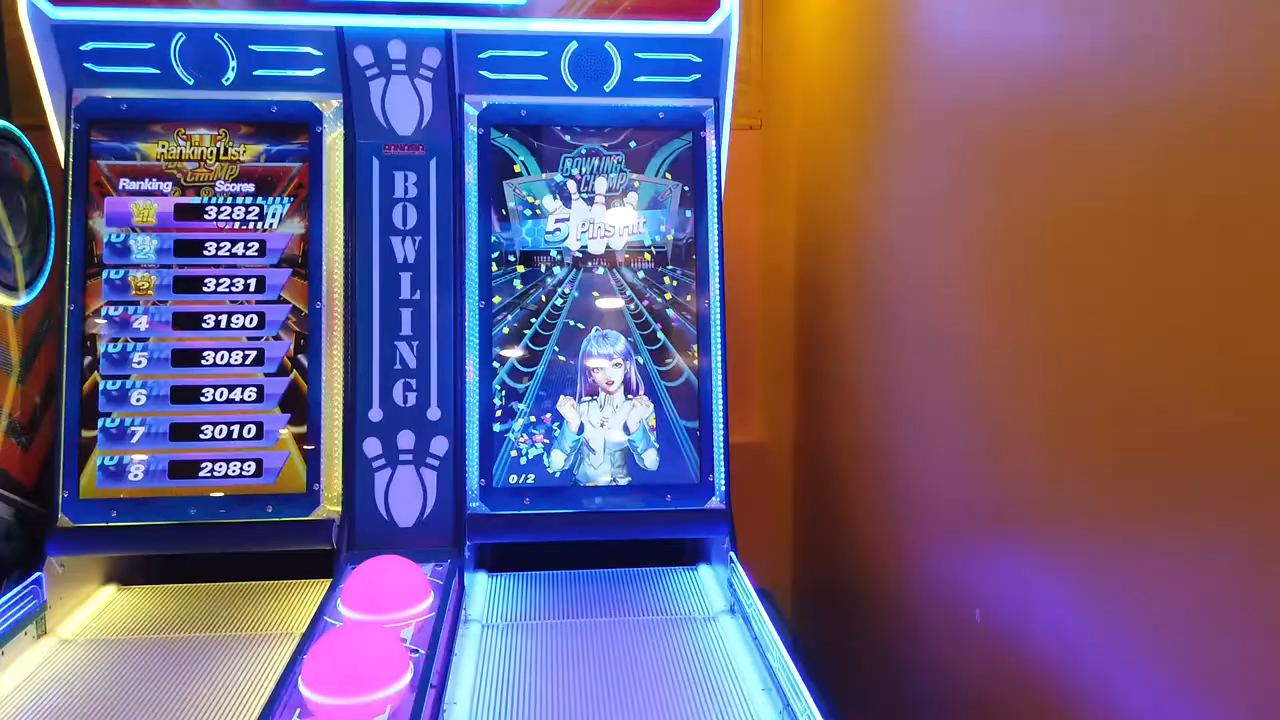 Ranking List
Ranking Scores
1 3282
2 3242
3 3231
4 3190
5 3087
6 3046
7 3010
8 2989
BOWLING
BOWLING
CHAMP
5 Pins Hit
0/2